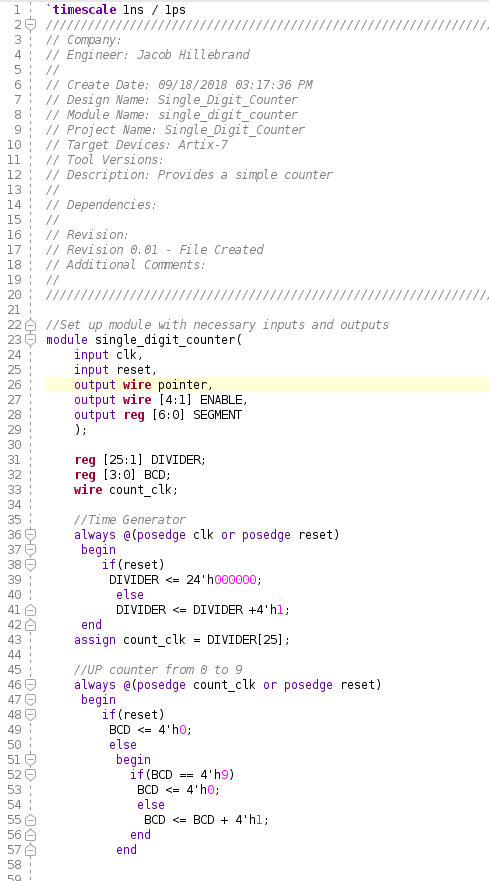 1 `timescale 1ns / 1ps
2 ////////////////////////////////////////////////////////////////
3 // Company:
4 // Engineer: Jacob Hillebrand
5 //
6 // Create Date: 09/18/2018 03:17:36 PM
7 // Design Name: Single_Digit_Counter
8 // Module Name: single_digit_counter
9 // Project Name: Single_Digit_Counter
10 // Target Devices: Artix-7
11 // Tool Versions:
12 // Description: Provides a simple counter
13 //
14 // Dependencies:
15 //
16 // Revision:
17 // Revision 0.01 - File Created
18 // Additional Comments:
19 //
20 ////////////////////////////////////////////////////////////////
21
22 //Set up module with necessary inputs and outputs
23 module single_digit_counter(
24     input clk,
25     input reset,
26     output wire pointer,
27     output wire [4:1] ENABLE,
28     output reg [6:0] SEGMENT
29     );
30
31     reg [25:1] DIVIDER;
32     reg [3:0] BCD;
33     wire count_clk;
34
35     //Time Generator
36     always @(posedge clk or posedge reset)
37      begin
38         if(reset)
39          DIVIDER <= 24'h000000;
40           else
41           DIVIDER <= DIVIDER +4'h1;
42      end
43     assign count_clk = DIVIDER[25];
44
45     //UP counter from 0 to 9
46     always @(posedge count_clk or posedge reset)
47      begin
48         if(reset)
49          BCD <= 4'h0;
50          else
51           begin
52             if(BCD == 4'h9)
53              BCD <= 4'h0;
54              else
55               BCD <= BCD + 4'h1;
56             end
57           end
58
59